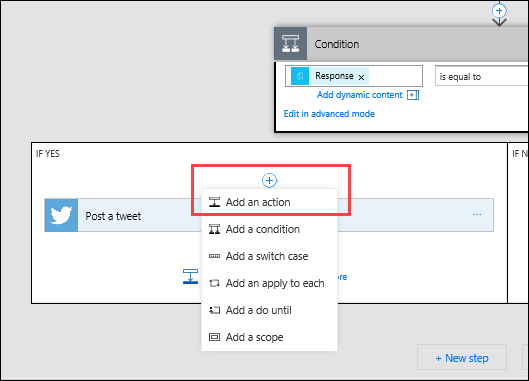 Condition
Response x
is equal to
Add dynamic content
Edit in advanced mode
IF YES
IF N
Add an action
Post a tweet
...
Add a condition
Add a switch case
Add an apply to each
ore
Add a do until
Add a scope
+ New step